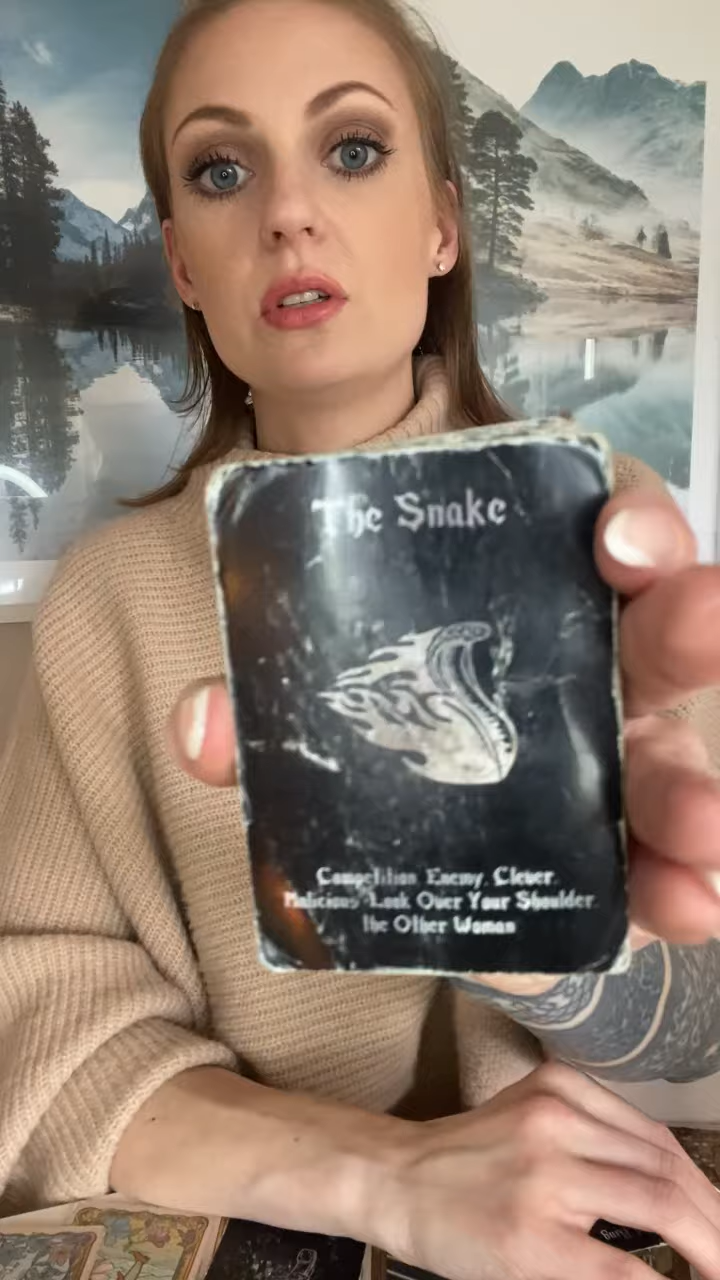 The Snake
Competition Enemy. Clever.
Malicious Look Over Your Shoulder.
The Other Woman